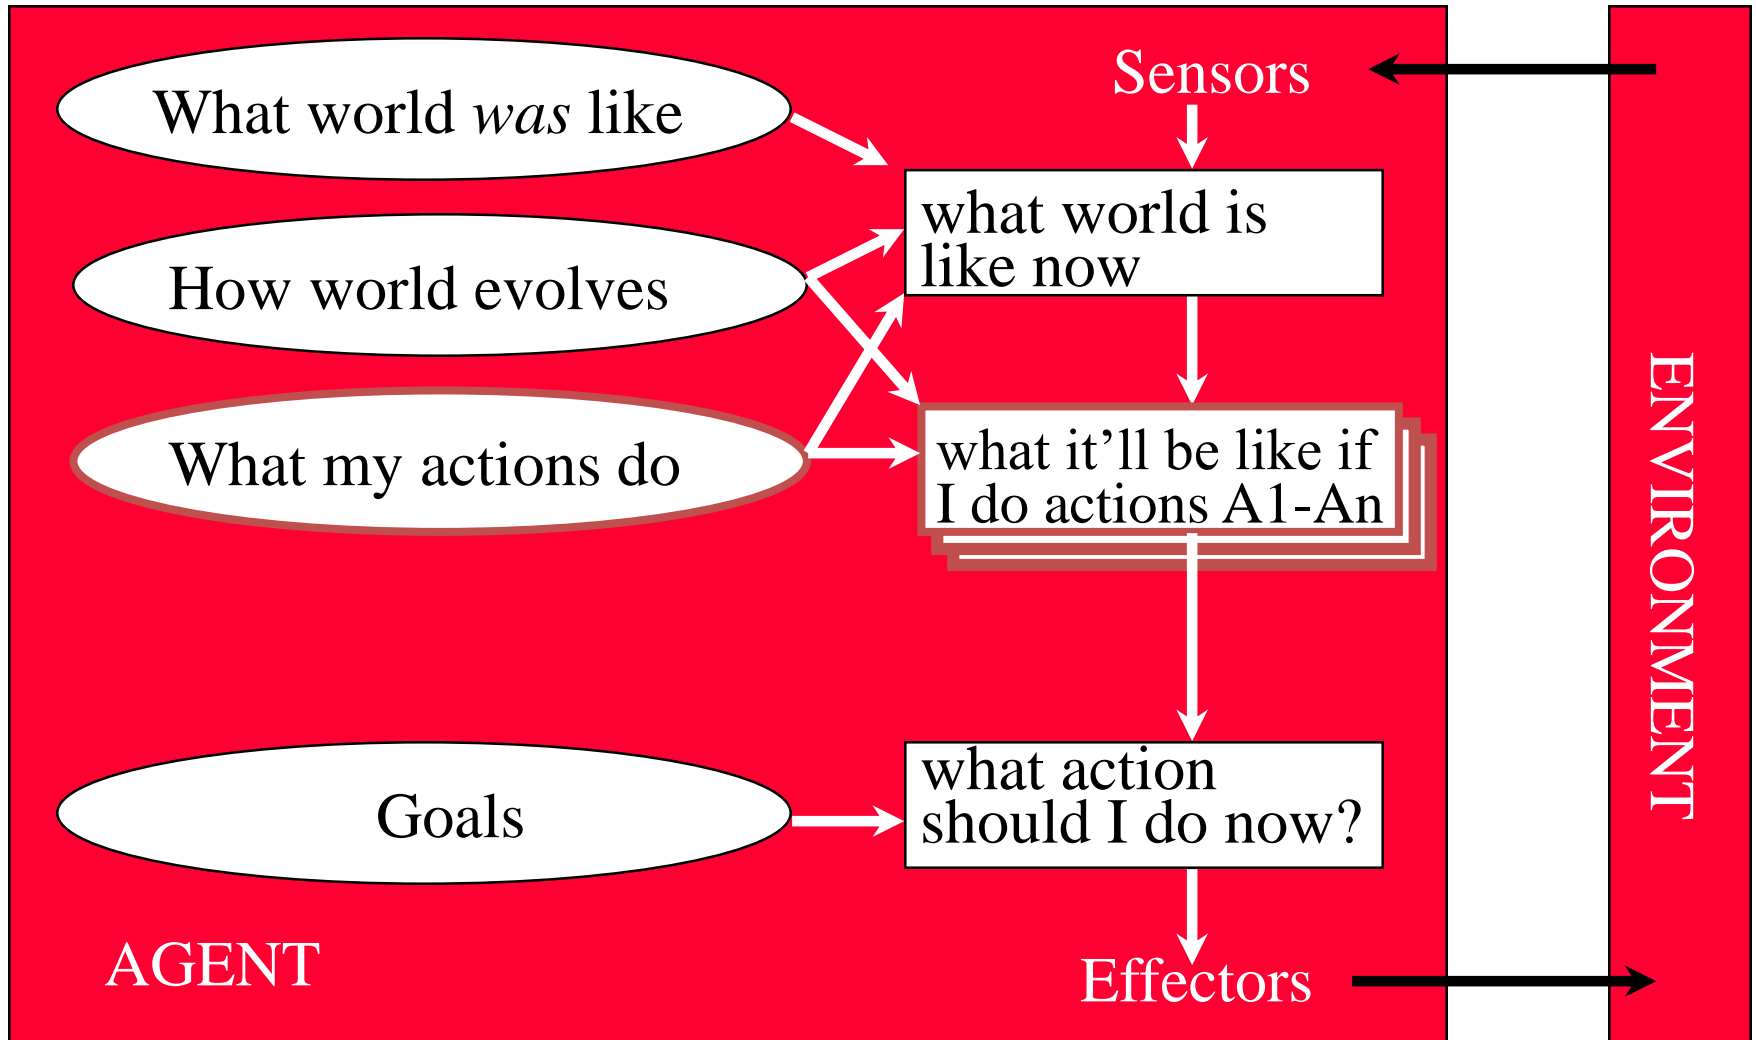 Sensors
What world was like
what world is
like now
How world evolves
What my actions do
what it’ll be like if
I do actions A1-An
Goals
what action
should I do now?
AGENT
Effectors
ENVIRONMENT